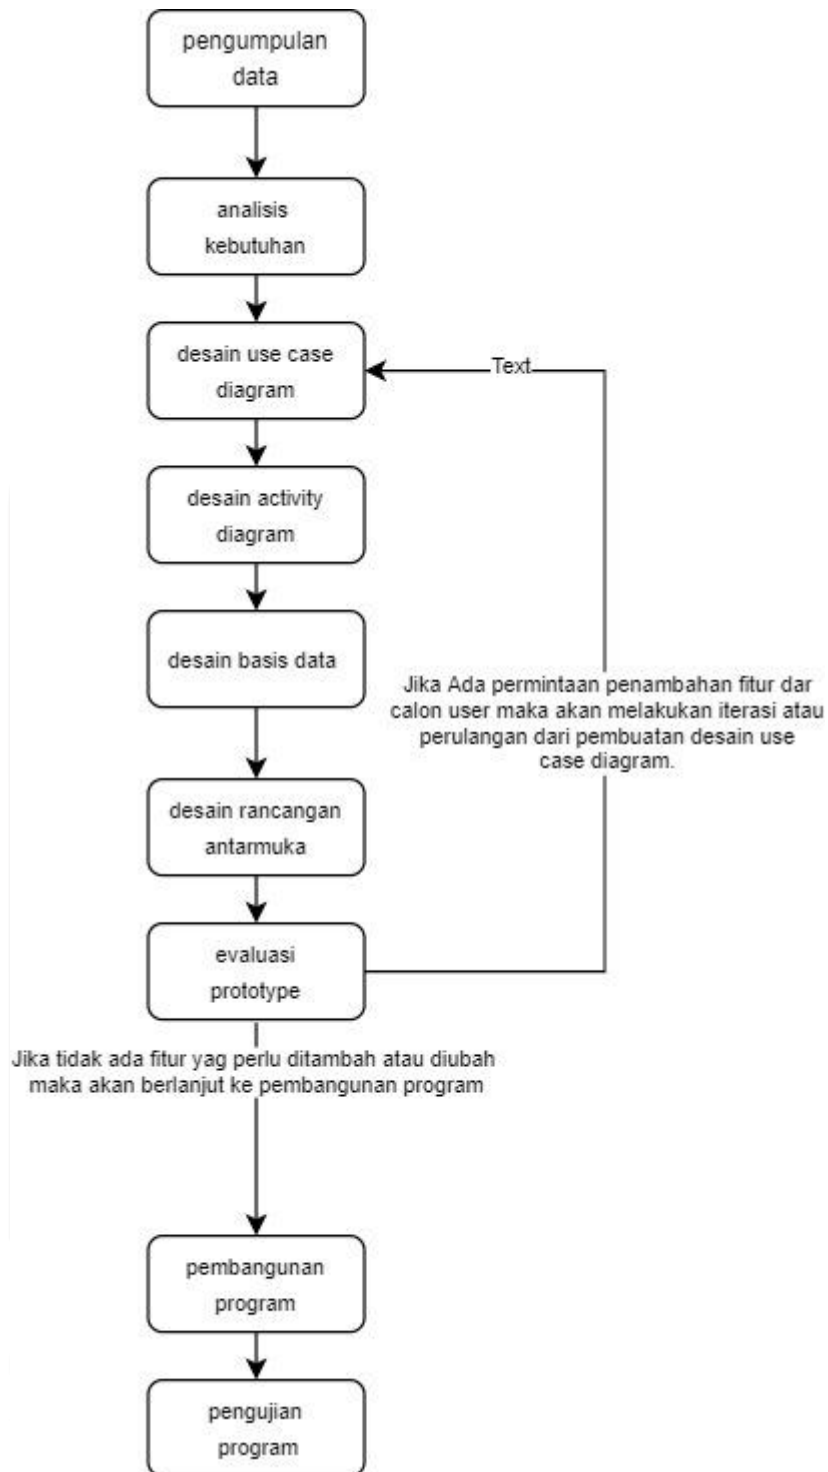 pengumpulan
data
analisis
kebutuhan
desain use case
diagram
Text
desain activity
diagram
desain basis data
Jika Ada permintaan penambahan fitur dar
calon user maka akan melakukan iterasi atau
perulangan dari pembuatan desain use
case diagram.
desain rancangan
antarmuka
evaluasi
prototype
Jika tidak ada fitur yag perlu ditambah atau diubah
maka akan berlanjut ke pembangunan program
pembangunan
program
pengujian
program